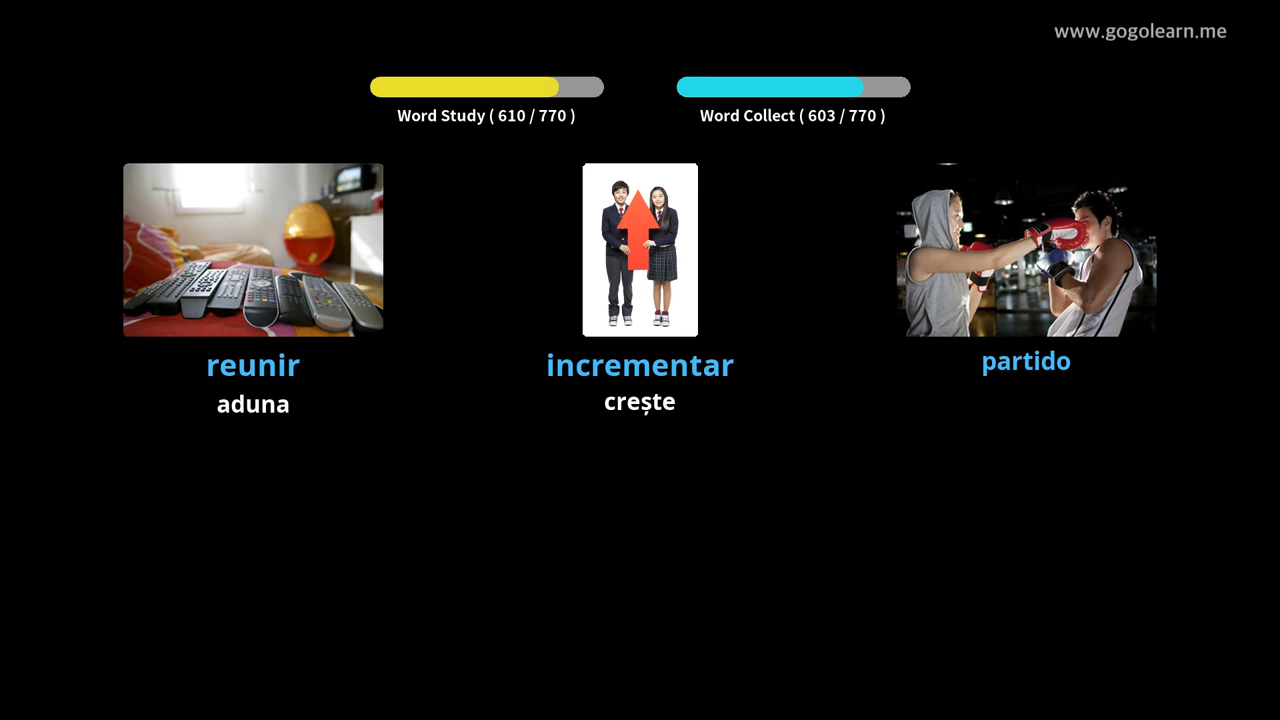 www.gogolearn.me
Word Study ( 610 / 770 )
Word Collect ( 603 / 770 )
reunir
aduna
incrementar
crește
partido